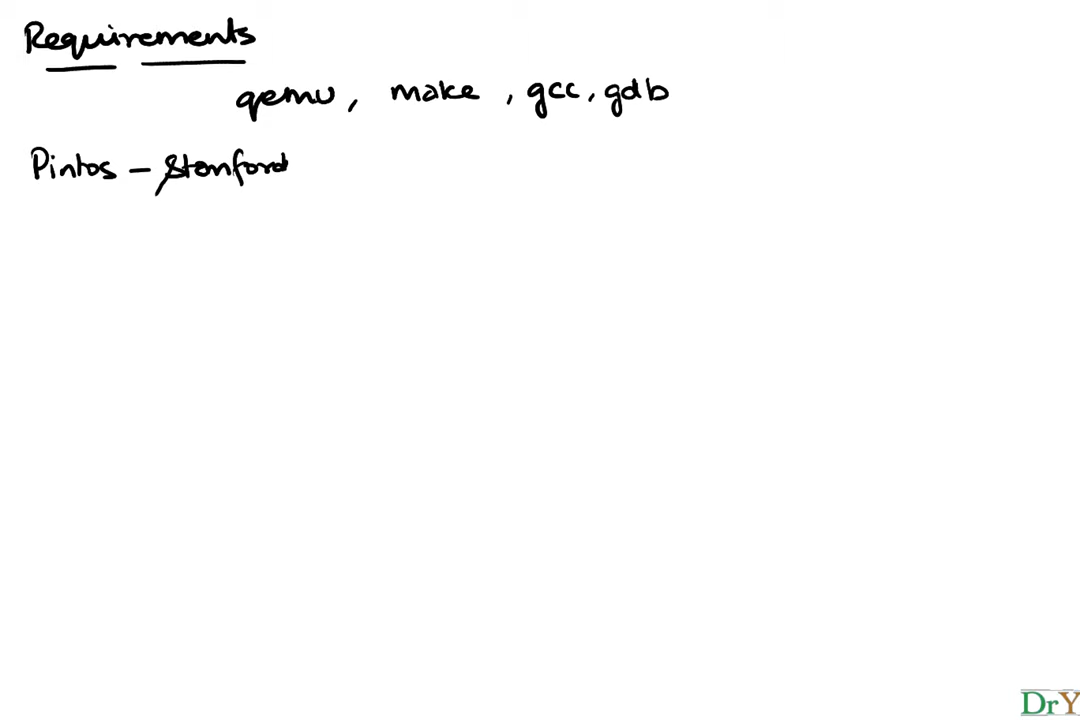 Requirements
qemu, make, gcc, gdb
Pintos - Stanford
DrY